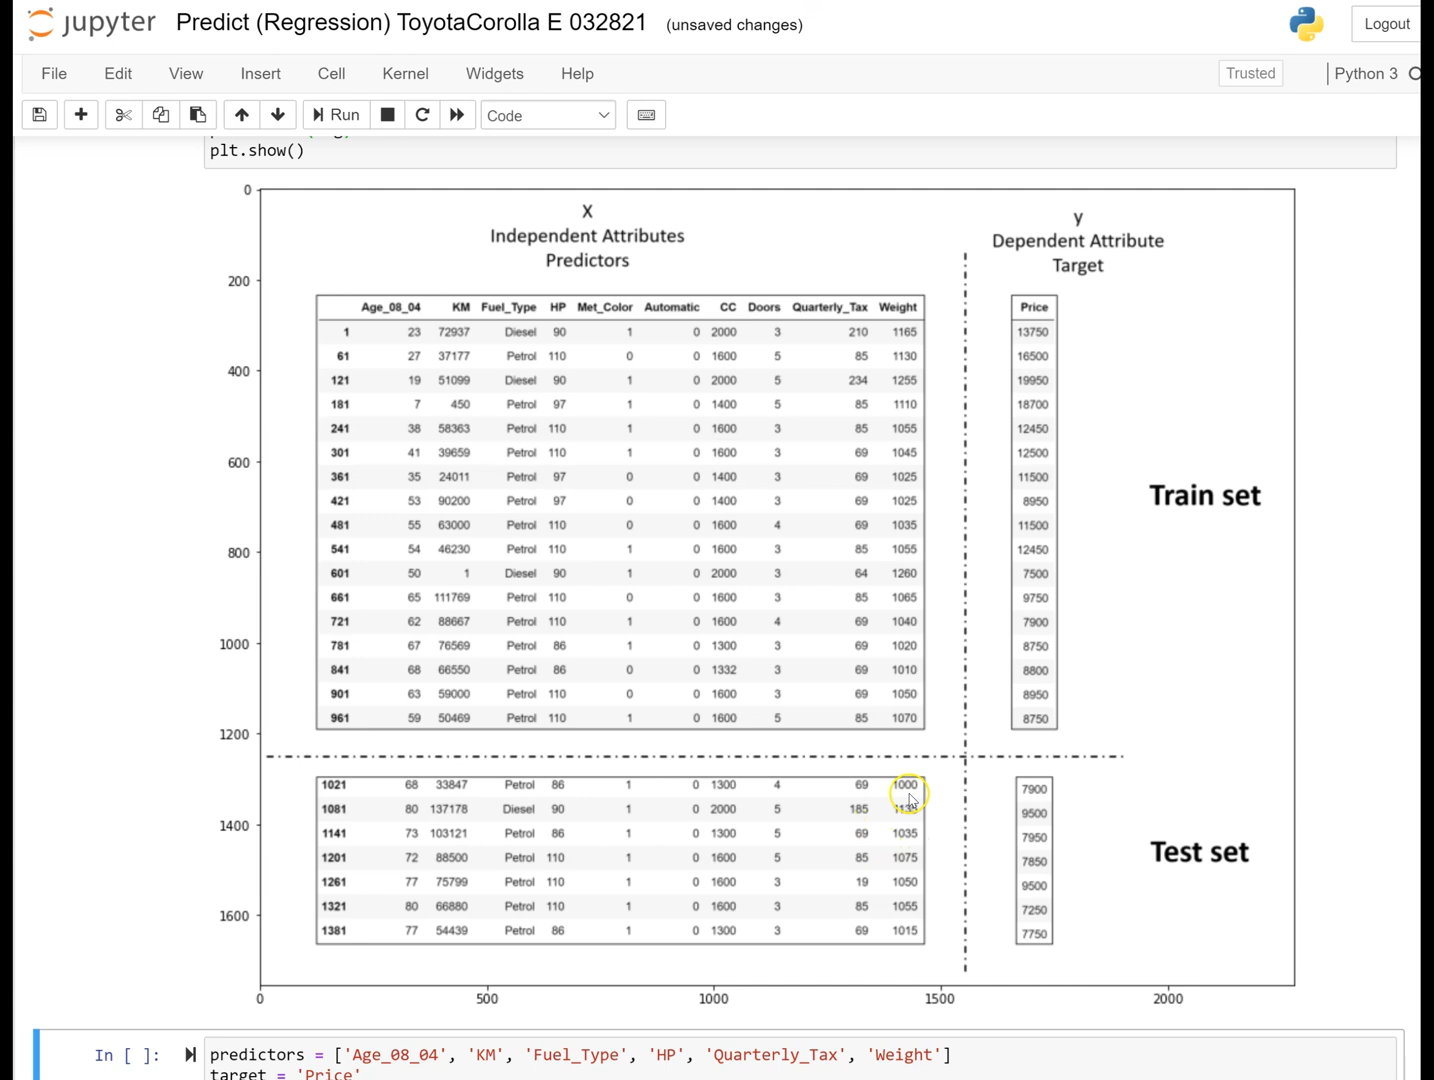 jupyter Predict (Regression) ToyotaCorolla E 032821 (unsaved changes) Logout
File Edit View Insert Cell Kernel Widgets Help Trusted Python 3
Run Code
plt.show()
X
Independent Attributes
Predictors
y
Dependent Attribute
Target
Age_08_04 KM Fuel_Type HP Met_Color Automatic CC Doors Quarterly_Tax Weight Price
1 23 72937 Diesel 90 1 0 2000 3 210 1165 13750
61 27 37177 Petrol 110 0 0 1600 5 85 1130 16500
121 19 51099 Diesel 90 1 0 2000 5 234 1255 19950
181 7 450 Petrol 97 1 0 1400 5 85 1110 18700
241 38 58363 Petrol 110 1 0 1600 3 85 1055 12450
301 41 39659 Petrol 110 1 0 1600 3 69 1045 12500
361 35 24011 Petrol 97 0 0 1400 3 69 1025 11500
421 53 90200 Petrol 97 0 0 1400 3 69 1025 8950
481 55 63000 Petrol 110 0 0 1600 4 69 1035 11500
541 54 46230 Petrol 110 1 0 1600 3 85 1055 12450
601 50 1 Diesel 90 1 0 2000 3 64 1260 7500
661 65 111769 Petrol 110 0 0 1600 3 85 1065 9750
721 62 88667 Petrol 110 1 0 1600 4 69 1040 7900
781 67 76569 Petrol 86 1 0 1300 3 69 1020 8750
841 68 66550 Petrol 86 0 0 1332 3 69 1010 8800
901 63 59000 Petrol 110 0 0 1600 3 69 1050 8950
961 59 50469 Petrol 110 1 0 1600 5 85 1070 8750
Train set
1021 68 33847 Petrol 86 1 0 1300 4 69 1000 7900
1081 80 137178 Diesel 90 1 0 2000 5 185 9500
1141 73 103121 Petrol 86 1 0 1300 5 69 1035 7950
1201 72 88500 Petrol 110 1 0 1600 5 85 1075 7850
1261 77 75799 Petrol 110 1 0 1600 3 19 1050 9500
1321 80 66880 Petrol 110 1 0 1600 3 85 1055 7250
1381 77 54439 Petrol 86 1 0 1300 3 69 1015 7750
Test set
0
200
400
600
800
1000
1200
1400
1600
0 500 1000 1500 2000
In [ ]: predictors = ['Age_08_04', 'KM', 'Fuel_Type', 'HP', 'Quarterly_Tax', 'Weight']
target = 'Price'